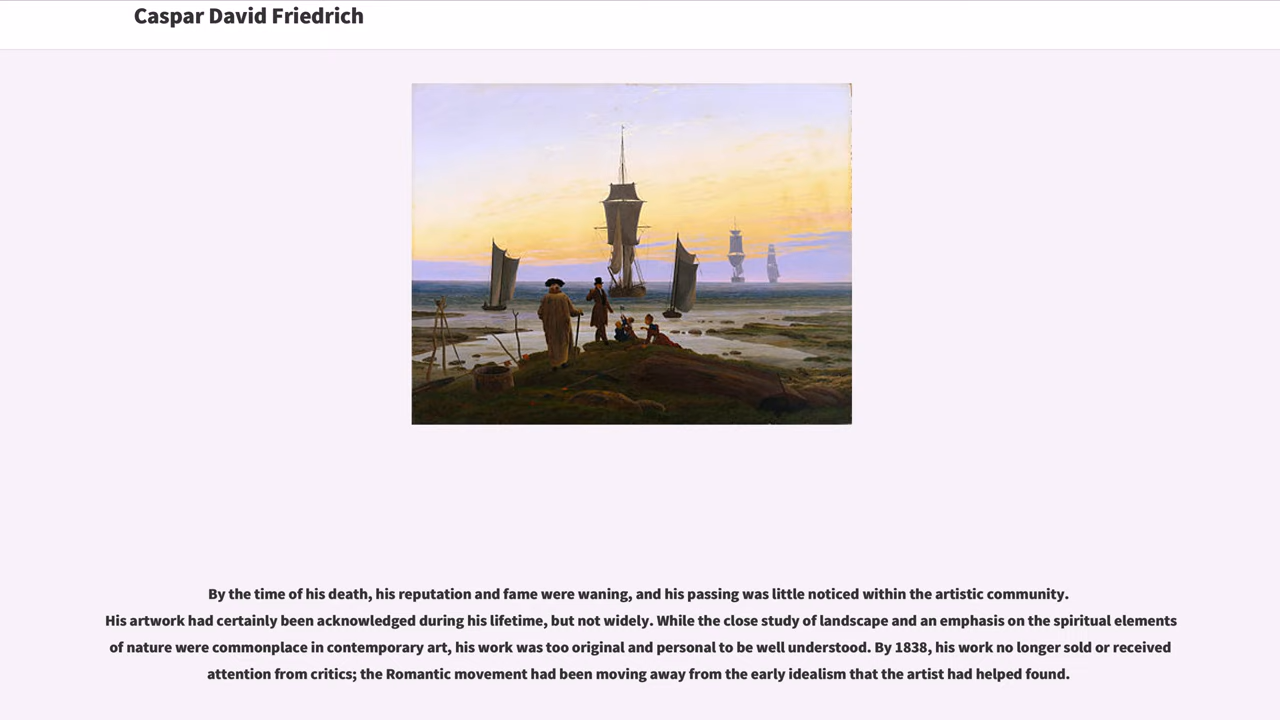 Caspar David Friedrich
By the time of his death, his reputation and fame were waning, and his passing was little noticed within the artistic community.
His artwork had certainly been acknowledged during his lifetime, but not widely. While the close study of landscape and an emphasis on the spiritual elements
of nature were commonplace in contemporary art, his work was too original and personal to be well understood. By 1838, his work no longer sold or received
attention from critics; the Romantic movement had been moving away from the early idealism that the artist had helped found.